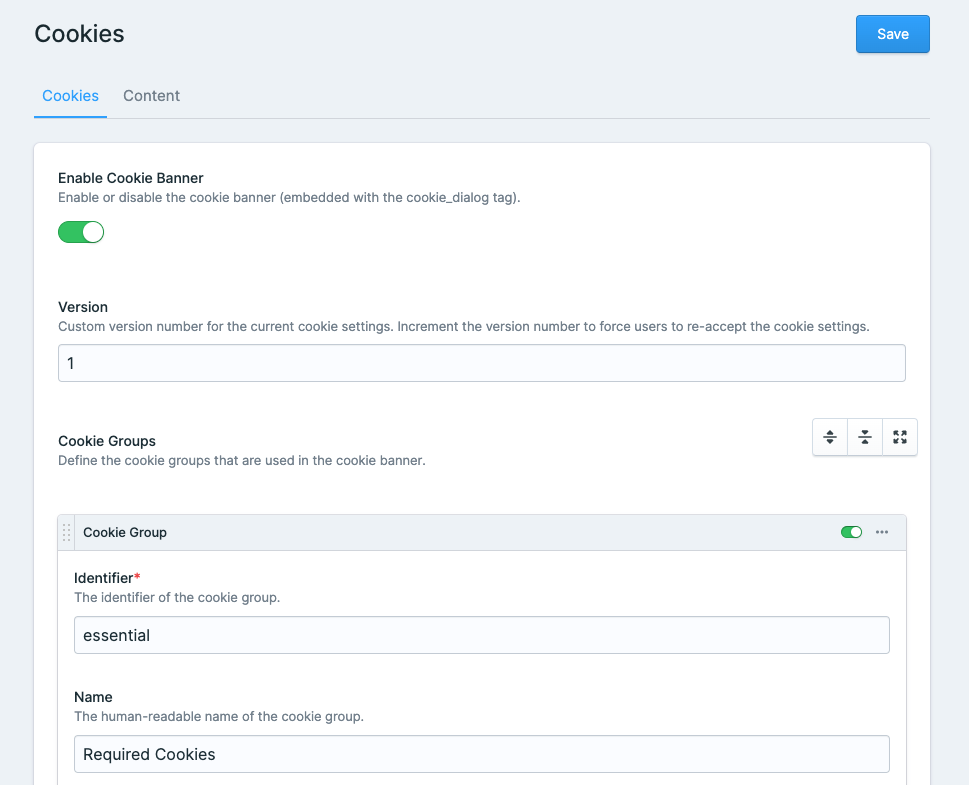 Cookies
Save
Cookies
Content
Enable Cookie Banner
Enable or disable the cookie banner (embedded with the cookie_dialog tag).
Version
Custom version number for the current cookie settings. Increment the version number to force users to re-accept the cookie settings.
1
Cookie Groups
Define the cookie groups that are used in the cookie banner.
Cookie Group
Identifier*
The identifier of the cookie group.
essential
Name
The human-readable name of the cookie group.
Required Cookies